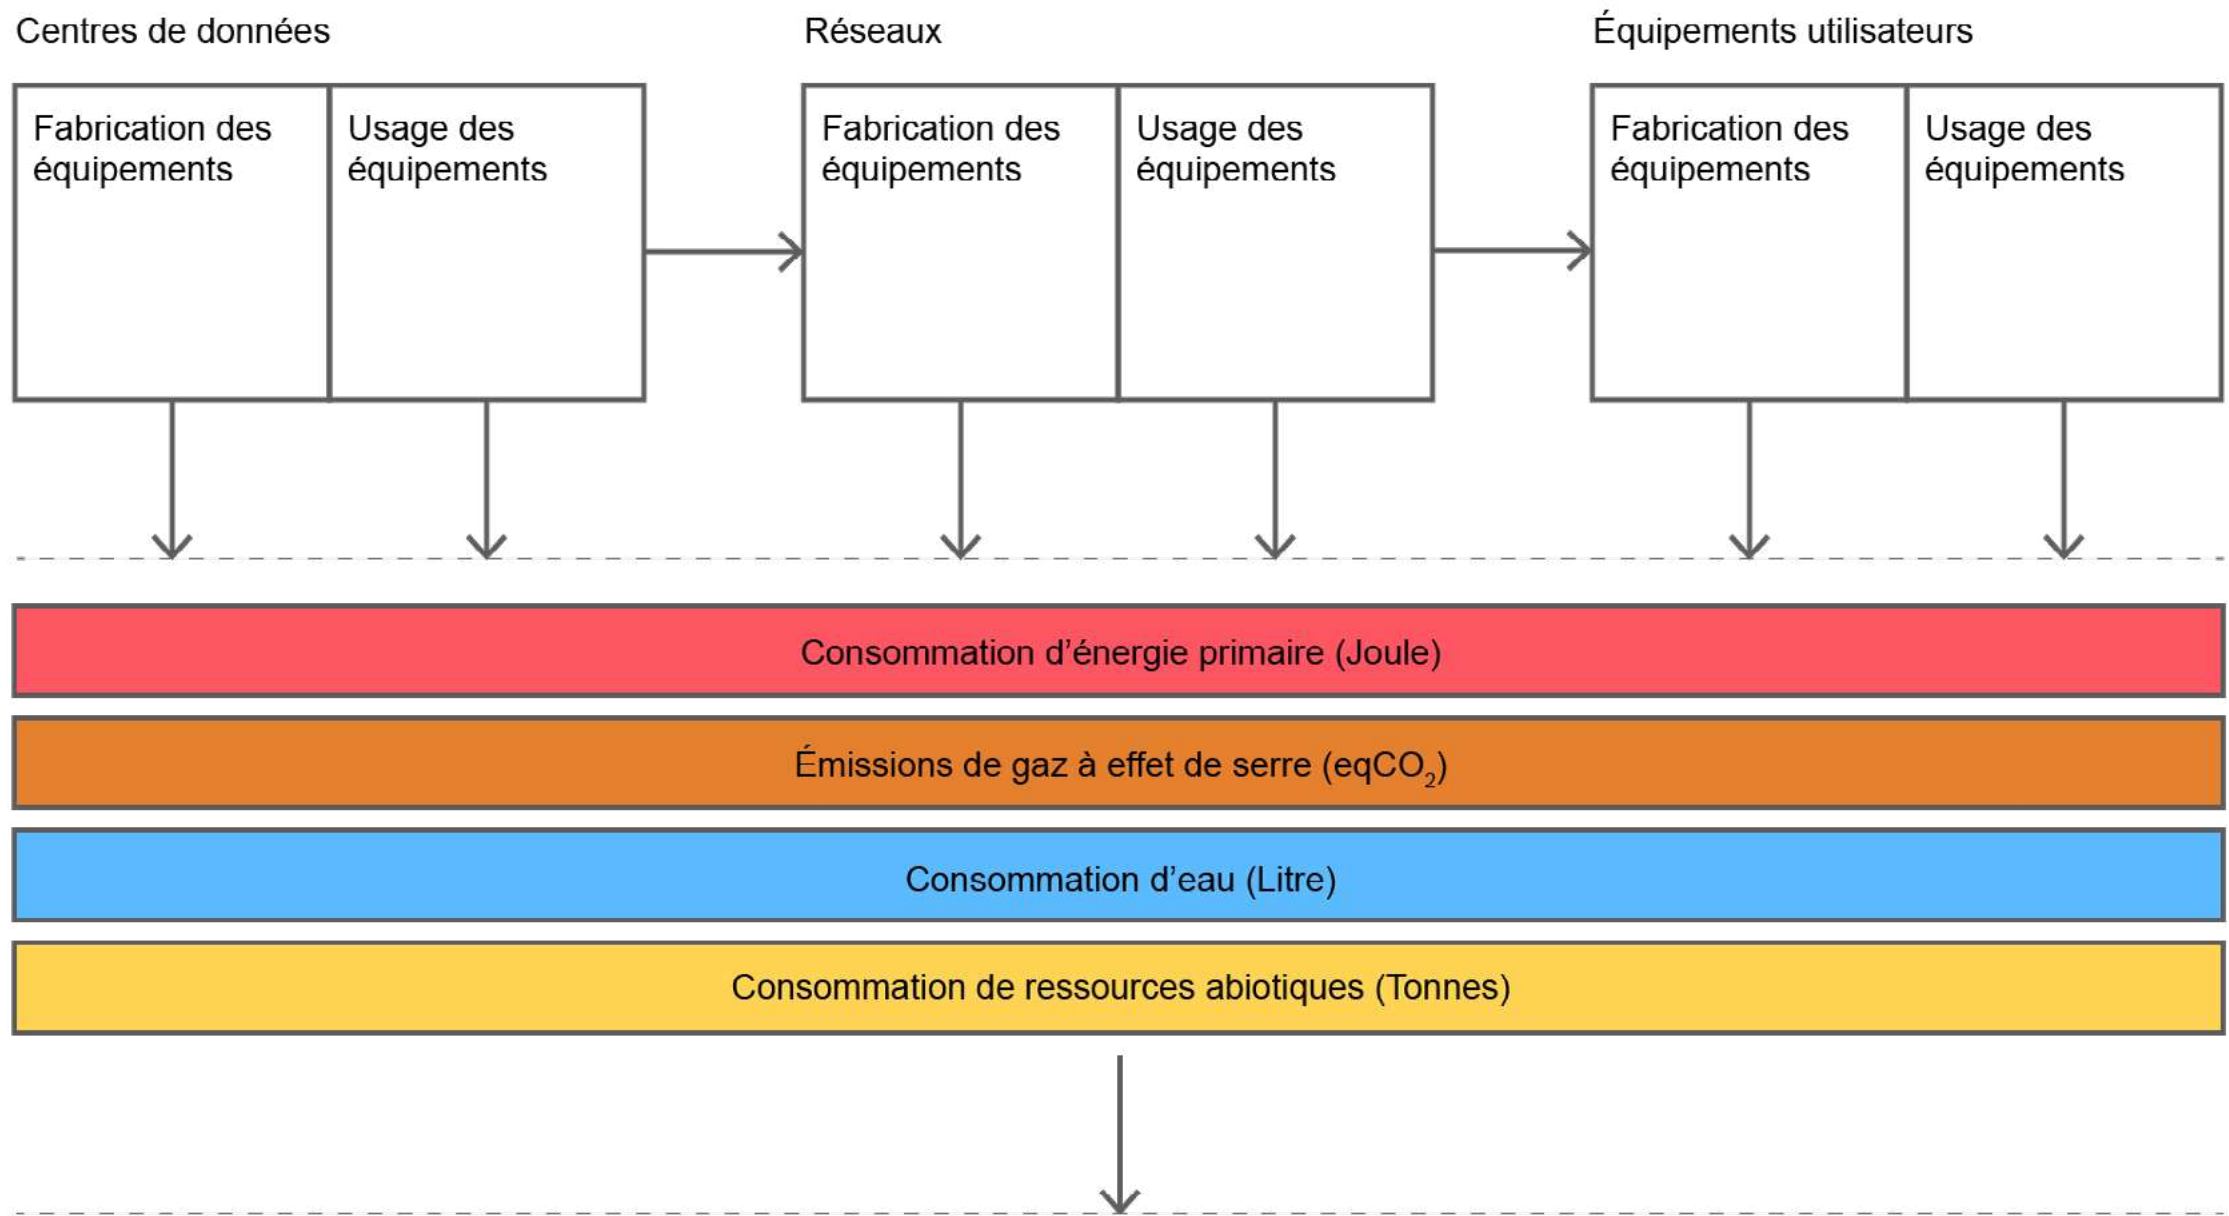 Centres de données
Réseaux
Équipements utilisateurs
Fabrication des
équipements
Usage des
équipements
Fabrication des
équipements
Usage des
équipements
Fabrication des
équipements
Usage des
équipements
Consommation d’énergie primaire (Joule)
Émissions de gaz à effet de serre (eqCO₂)
Consommation d’eau (Litre)
Consommation de ressources abiotiques (Tonnes)